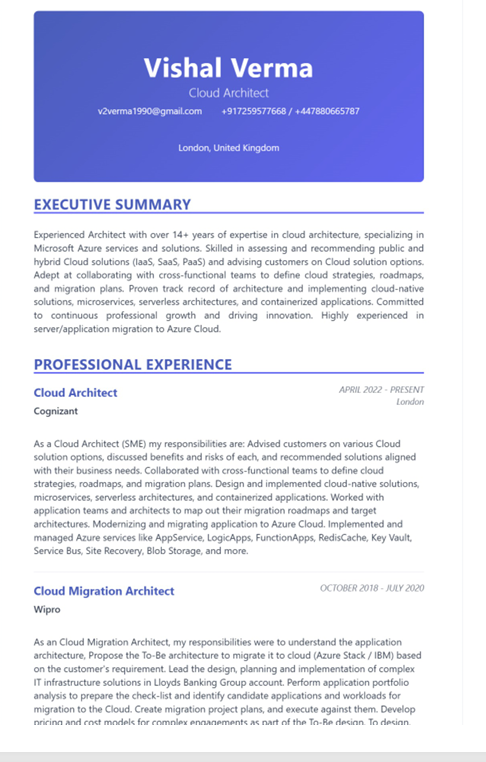 Vishal Verma
Cloud Architect
v2verma1990@gmail.com +917259577668 / +447880665787
London, United Kingdom
EXECUTIVE SUMMARY
Experienced Architect with over 14+ years of expertise in cloud architecture, specializing in
Microsoft Azure services and solutions. Skilled in assessing and recommending public and
hybrid Cloud solutions (IaaS, SaaS, PaaS) and advising customers on Cloud solution options.
Adept at collaborating with cross-functional teams to define cloud strategies, roadmaps,
and migration plans. Proven track record of architecture and implementing cloud-native
solutions, microservices, serverless architectures, and containerized applications. Committed
to continuous professional growth and driving innovation. Highly experienced in
server/application migration to Azure Cloud.
PROFESSIONAL EXPERIENCE
Cloud Architect
APRIL 2022 - PRESENT
Cognizant
London
As a Cloud Architect (SME) my responsibilities are: Advised customers on various Cloud
solution options, discussed benefits and risks of each, and recommended solutions aligned
with their business needs. Collaborated with cross-functional teams to define cloud
strategies, roadmaps, and migration plans. Design and implemented cloud-native solutions,
microservices, serverless architectures, and containerized applications. Worked with
application teams and architects to map out their migration roadmaps and target
architectures. Modernizing and migrating application to Azure Cloud. Implemented and
managed Azure services like AppService, LogicApps, FunctionApps, RedisCache, Key Vault,
Service Bus, Site Recovery, Blob Storage, and more.
Cloud Migration Architect
OCTOBER 2018 - JULY 2020
Wipro
As an Cloud Migration Architect, my responsibilities were to understand the application
architecture, Propose the To-Be architecture to migrate it to cloud (Azure Stack / IBM) based
on the customer's requirement. Lead the design, planning and implementation of complex
IT infrastructure solutions in Lloyds Banking Group account. Perform application portfolio
analysis to prepare the check-list and identify candidate applications and workloads for
migration to the Cloud. Create migration project plans, and execute against them. Develop
pricing and cost models for complex engagements as part of the To-Be design. To design,